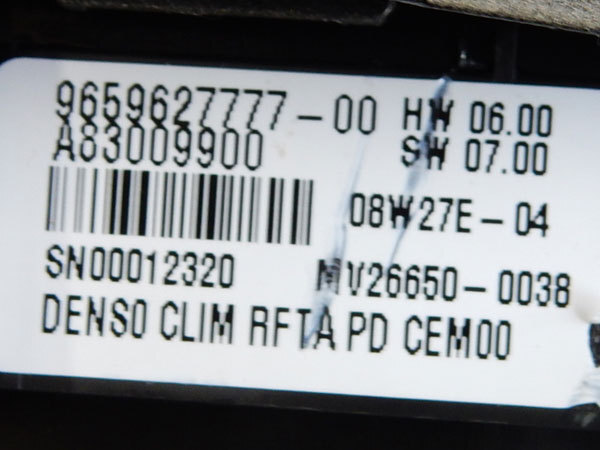 9659627777-00 HW 06.00
A83009900 SW 07.00
08W27E-04
SN00012320 MV26650-0038
DENSO CLIM RFTA PD CEM00